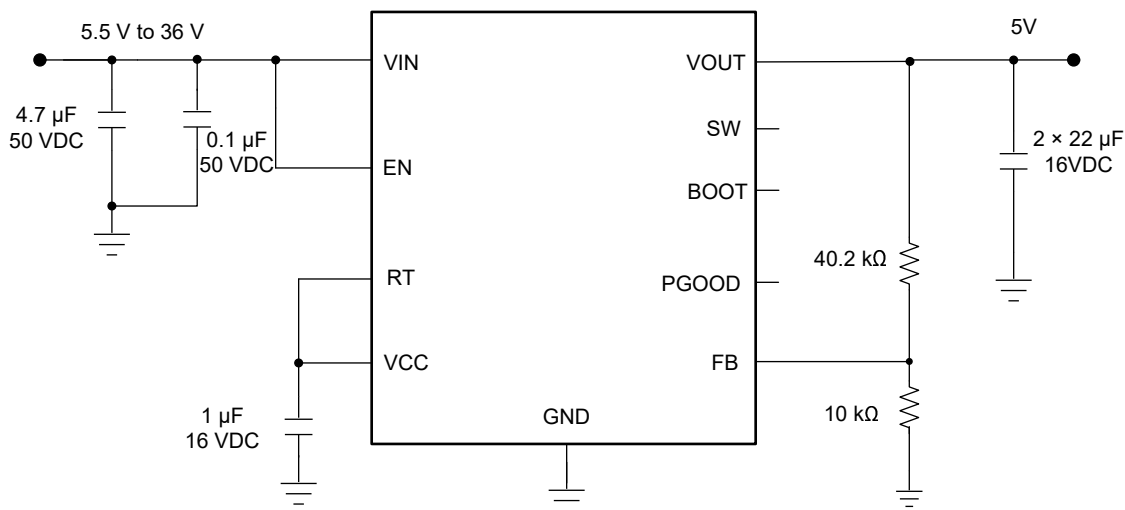 5.5 V to 36 V
5V
VIN
VOUT
4.7 µF
50 VDC
0.1 µF
50 VDC
SW
2 × 22 µF
16VDC
EN
BOOT
RT
PGOOD
40.2 kΩ
VCC
FB
1 µF
16 VDC
GND
10 kΩ